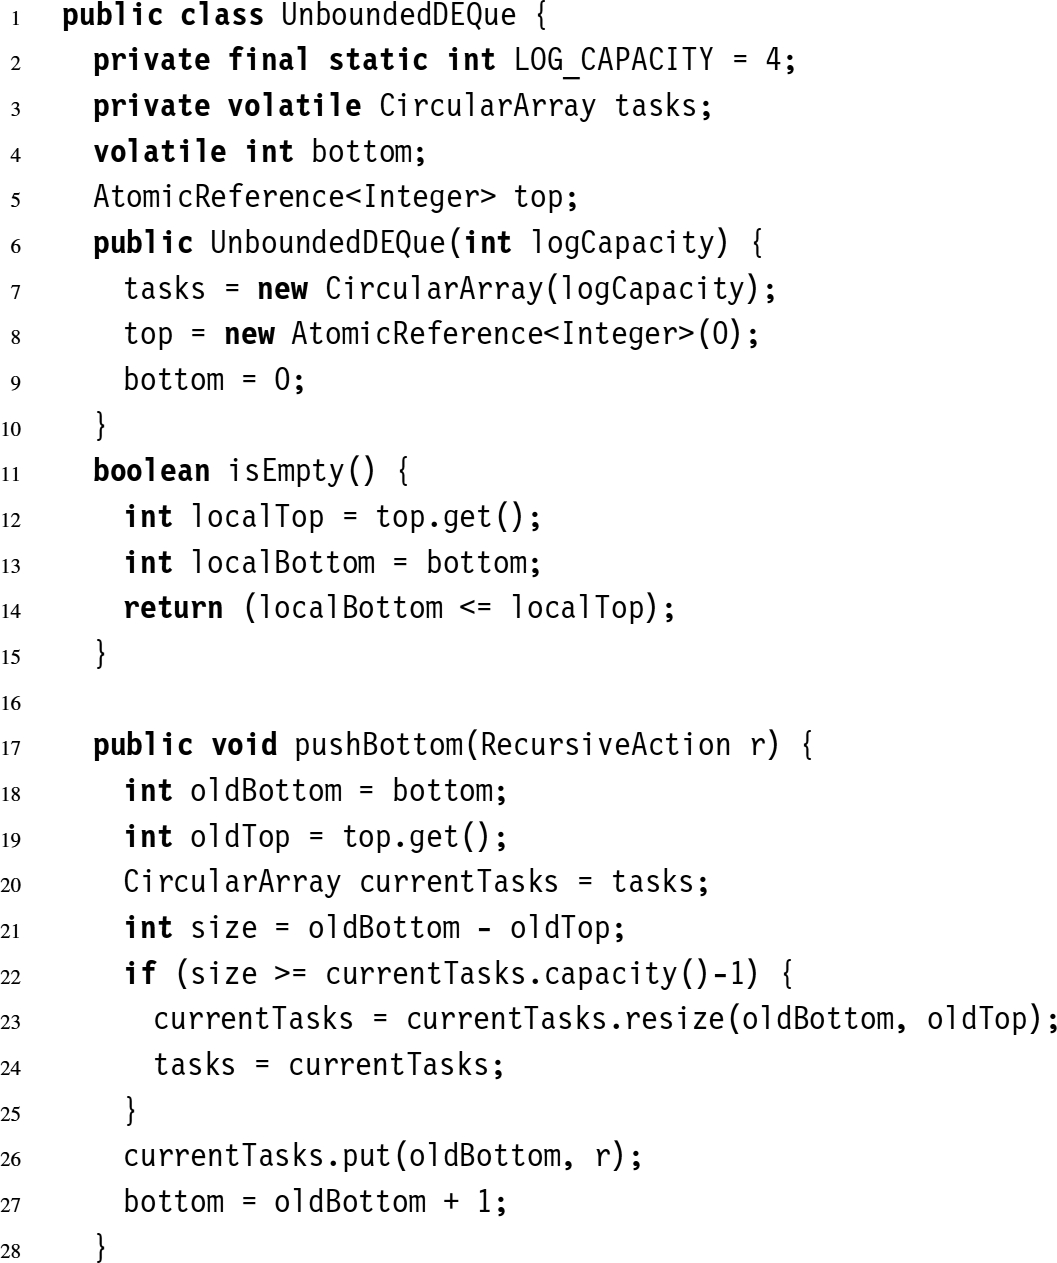 1 public class UnboundedDEQue {
2 private final static int LOG_CAPACITY = 4;
3 private volatile CircularArray tasks;
4 volatile int bottom;
5 AtomicReference<Integer> top;
6 public UnboundedDEQue(int logCapacity) {
7 tasks = new CircularArray(logCapacity);
8 top = new AtomicReference<Integer>(0);
9 bottom = 0;
10 }
11 boolean isEmpty() {
12 int localTop = top.get();
13 int localBottom = bottom;
14 return (localBottom <= localTop);
15 }
16
17 public void pushBottom(RecursiveAction r) {
18 int oldBottom = bottom;
19 int oldTop = top.get();
20 CircularArray currentTasks = tasks;
21 int size = oldBottom - oldTop;
22 if (size >= currentTasks.capacity()-1) {
23 currentTasks = currentTasks.resize(oldBottom, oldTop);
24 tasks = currentTasks;
25 }
26 currentTasks.put(oldBottom, r);
27 bottom = oldBottom + 1;
28 }